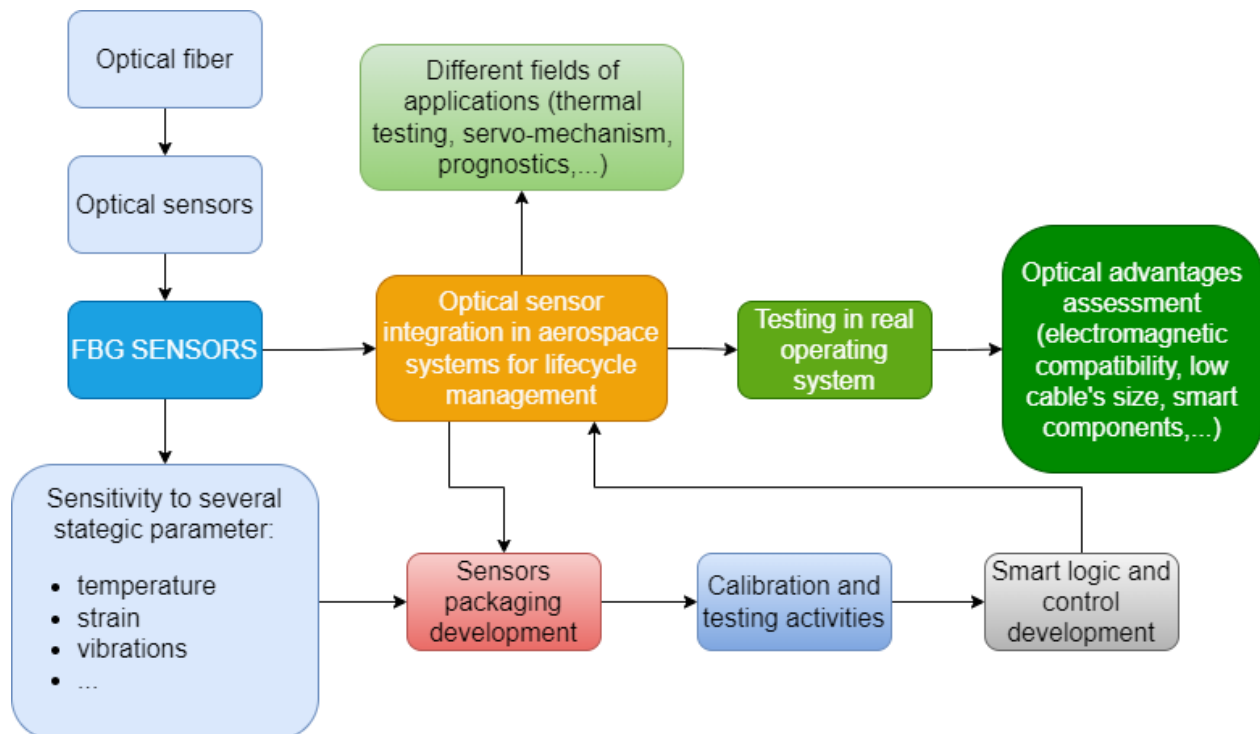 Optical fiber
Different fields of
applications (thermal
testing, servo-mechanism,
prognostics,...)
Optical sensors
FBG SENSORS
Optical sensor
integration in aerospace
systems for lifecycle
management
Testing in real
operating
system
Optical advantages
assessment
(electromagnetic
compatibility, low
cable's size, smart
components,...)
Sensitivity to several
stategic parameter:
• temperature
• strain
• vibrations
• ...
Sensors
packaging
development
Calibration and
testing activities
Smart logic and
control
development